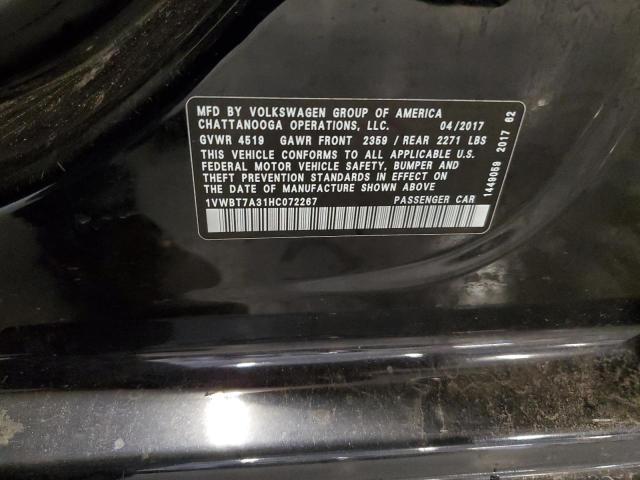 MFD BY VOLKSWAGEN GROUP OF AMERICA
CHATTANOOGA OPERATIONS, LLC. 04/2017
GVWR 4519 GAWR FRONT 2359 / REAR 2271 LBS
THIS VEHICLE CONFORMS TO ALL APPLICABLE U.S.
FEDERAL MOTOR VEHICLE SAFETY, BUMPER AND
THEFT PREVENTION STANDARDS IN EFFECT ON
THE DATE OF MANUFACTURE SHOWN ABOVE
1VWBT7A31HC072267 PASSENGER CAR
1449059 2017 62